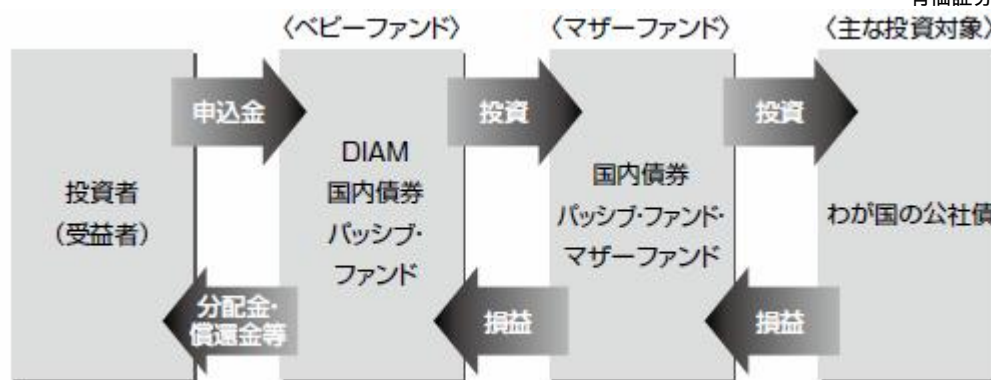 〈ベビーファンド〉
〈マザーファンド〉
〈主な投資対象〉
申込金
投資
投資
投資者
(受益者)
DIAM
国内債券
パッシブ・
ファンド
国内債券
パッシブ・ファンド・
マザーファンド
わが国の公社債
分配金・
償還金等
損益
損益